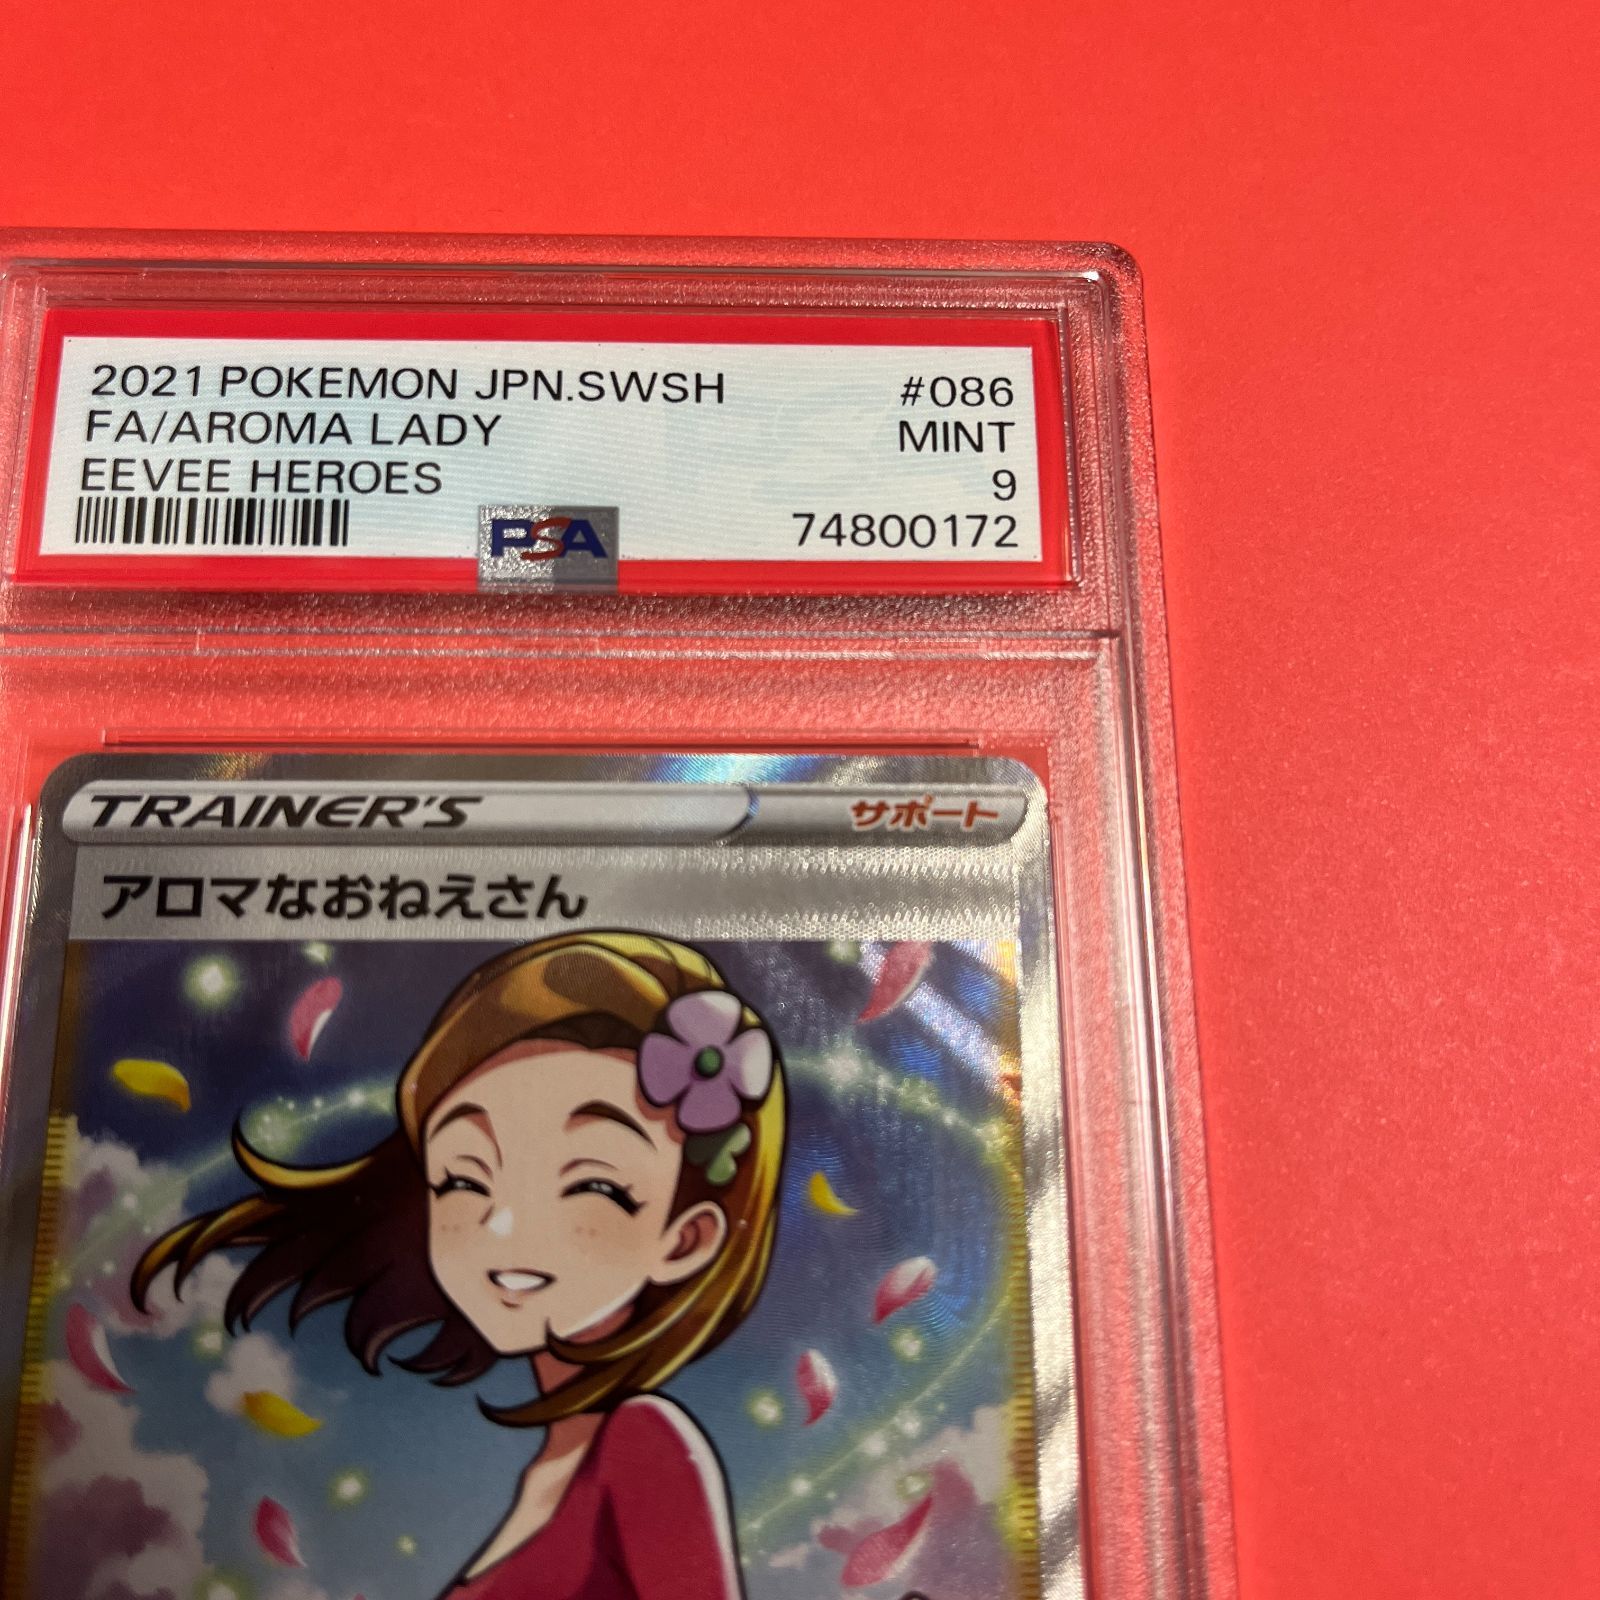 2021 POKEMON JPN.SWSH #086
FA/AROMA LADY MINT
EEVEE HEROES 9
PSA 74800172
TRAINER'S サポート
アロマなおねえさん